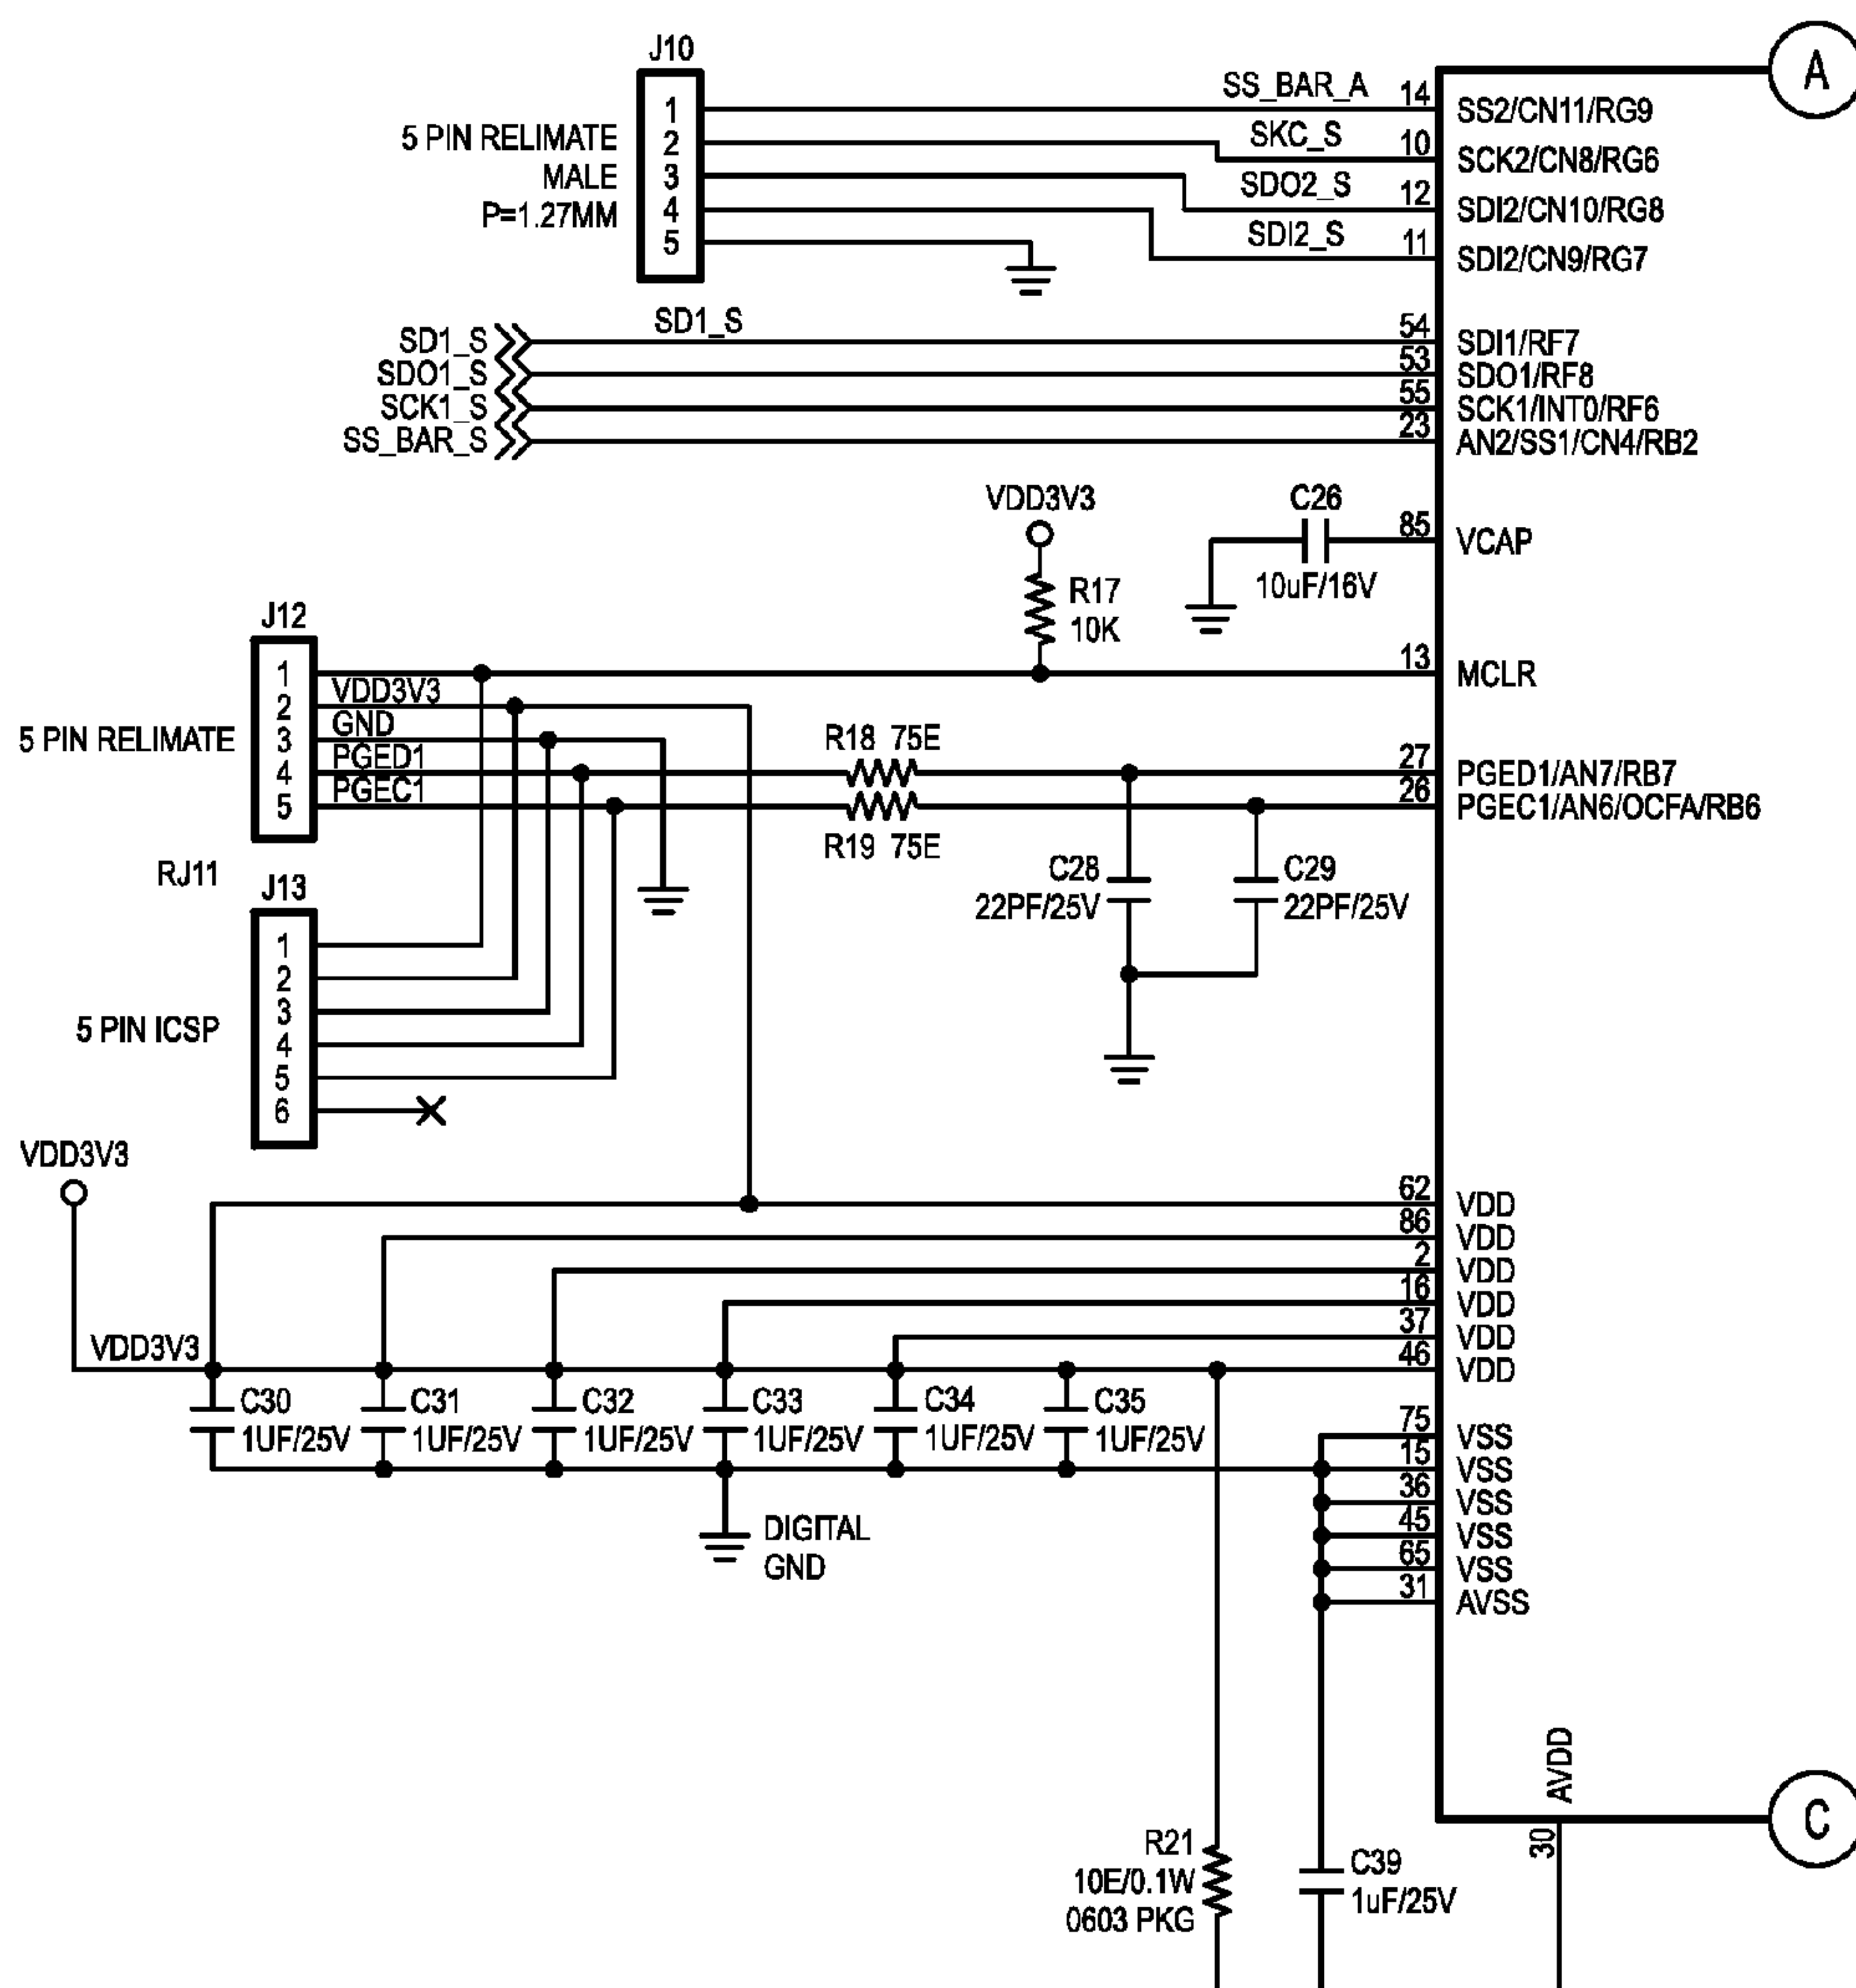 J10
A
5 PIN RELIMATE
MALE
P=1.27MM
1
2
3
4
5
SS_BAR_A
SKC_S
SDO2_S
SDI2_S
14
10
12
11
SS2/CN11/RG9
SCK2/CN8/RG6
SDI2/CN10/RG8
SDI2/CN9/RG7
SD1_S
SD1_S
SDO1_S
SCK1_S
SS_BAR_S
54
53
55
23
SDI1/RF7
SDO1/RF8
SCK1/INT0/RF6
AN2/SS1/CN4/RB2
VDD3V3
R17
10K
C26
10uF/16V
85
VCAP
13
MCLR
J12
5 PIN RELIMATE
1
2
3
4
5
VDD3V3
GND
PGED1
PGEC1
R18 75E
R19 75E
27
26
PGED1/AN7/RB7
PGEC1/AN6/OCFA/RB6
C28
22PF/25V
C29
22PF/25V
RJ11
J13
5 PIN ICSP
1
2
3
4
5
6
VDD3V3
62
86
2
16
37
46
VDD
VDD
VDD
VDD
VDD
VDD
VDD3V3
C30
1UF/25V
C31
1UF/25V
C32
1UF/25V
C33
1UF/25V
C34
1UF/25V
C35
1UF/25V
75
15
36
45
65
31
VSS
VSS
VSS
VSS
VSS
AVSS
DIGITAL
GND
AVDD
30
C
R21
10E/0.1W
0603 PKG
C39
1uF/25V